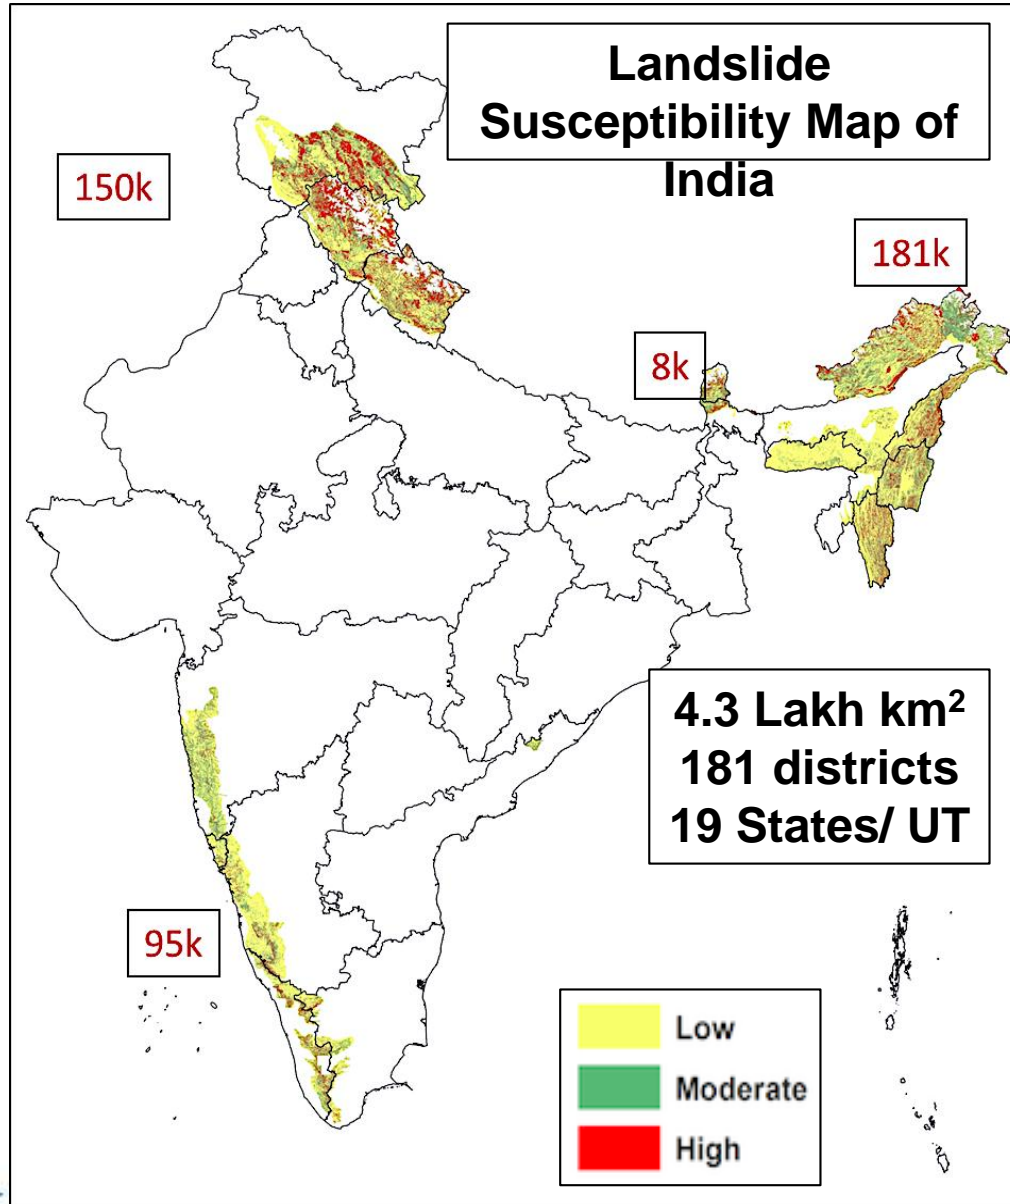 Landslide
Susceptibility Map of
India
150k
181k
8k
4.3 Lakh km²
181 districts
19 States/ UT
95k
Low
Moderate
High